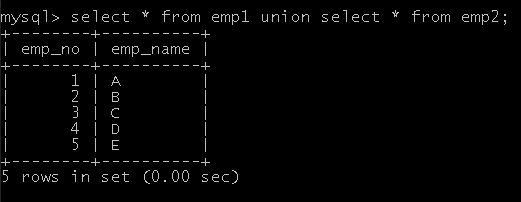 mysql> select * from emp1 union select * from emp2;
+--------+----------+
| emp_no | emp_name |
+--------+----------+
|      1 | A        |
|      2 | B        |
|      3 | C        |
|      4 | D        |
|      5 | E        |
+--------+----------+
5 rows in set (0.00 sec)